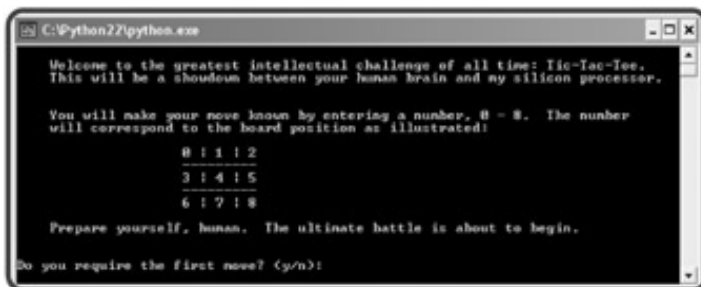 C:\Python22\python.exe
Welcome to the greatest intellectual challenge of all time: Tic-Tac-Toe.
This will be a showdown between your human brain and my silicon processor.
You will make your move known by entering a number, 0 - 8.  The number
will correspond to the board position as illustrated:
0 | 1 | 2
---------
3 | 4 | 5
---------
6 | 7 | 8
Prepare yourself, human.  The ultimate battle is about to begin.
Do you require the first move? (y/n):